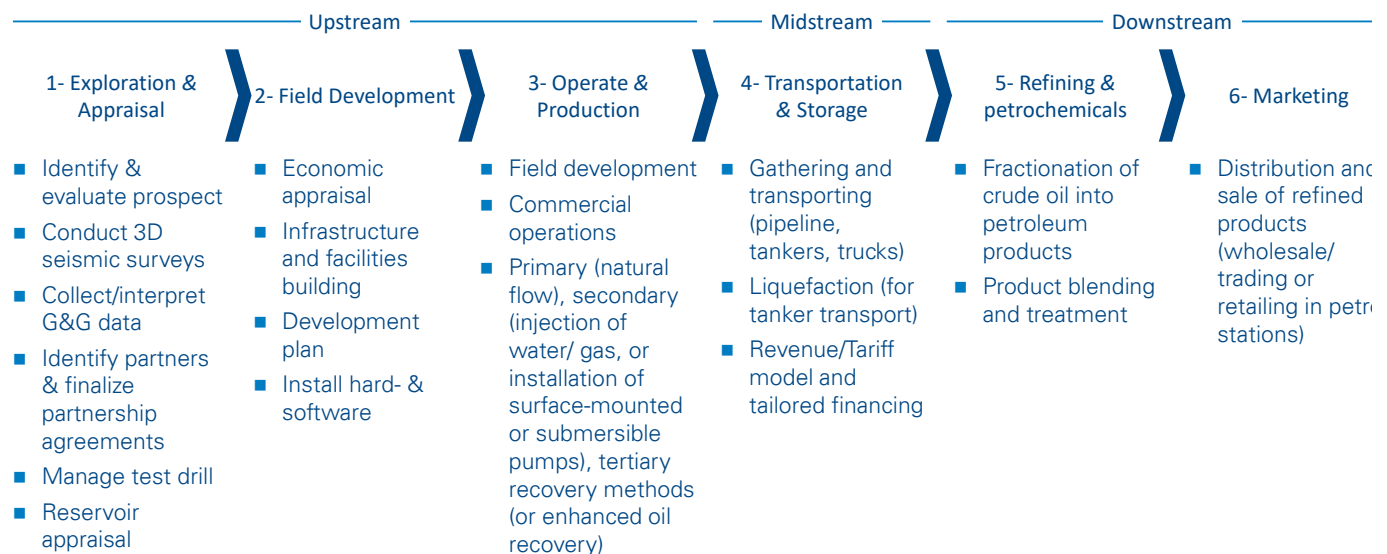 Upstream
Midstream
Downstream
1- Exploration &
Appraisal
2- Field Development
3- Operate &
Production
4- Transportation
& Storage
5- Refining &
petrochemicals
6- Marketing
■ Identify &
evaluate prospect
■ Conduct 3D
seismic surveys
■ Collect/interpret
G&G data
■ Identify partners
& finalize
partnership
agreements
■ Manage test drill
■ Reservoir
appraisal
■ Economic
appraisal
■ Infrastructure
and facilities
building
■ Development
plan
■ Install hard- &
software
■ Field development
■ Commercial
operations
■ Primary (natural
flow), secondary
(injection of
water/ gas, or
installation of
surface-mounted
or submersible
pumps), tertiary
recovery methods
(or enhanced oil
recovery)
■ Gathering and
transporting
(pipeline,
tankers, trucks)
■ Liquefaction (for
tanker transport)
■ Revenue/Tariff
model and
tailored financing
■ Fractionation of
crude oil into
petroleum
products
■ Product blending
and treatment
■ Distribution and
sale of refined
products
(wholesale/
trading or
retailing in petr
stations)